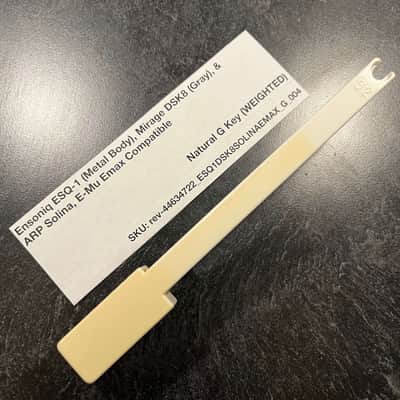 Ensoniq ESQ-1 (Metal Body), Mirage DSK8 (Gray), &
ARP Solina, E-Mu Emax Compatible
Natural G Key (WEIGHTED)
SKU: rev-44634722_ESQ1DSK8SOLINAEMAX_G_004